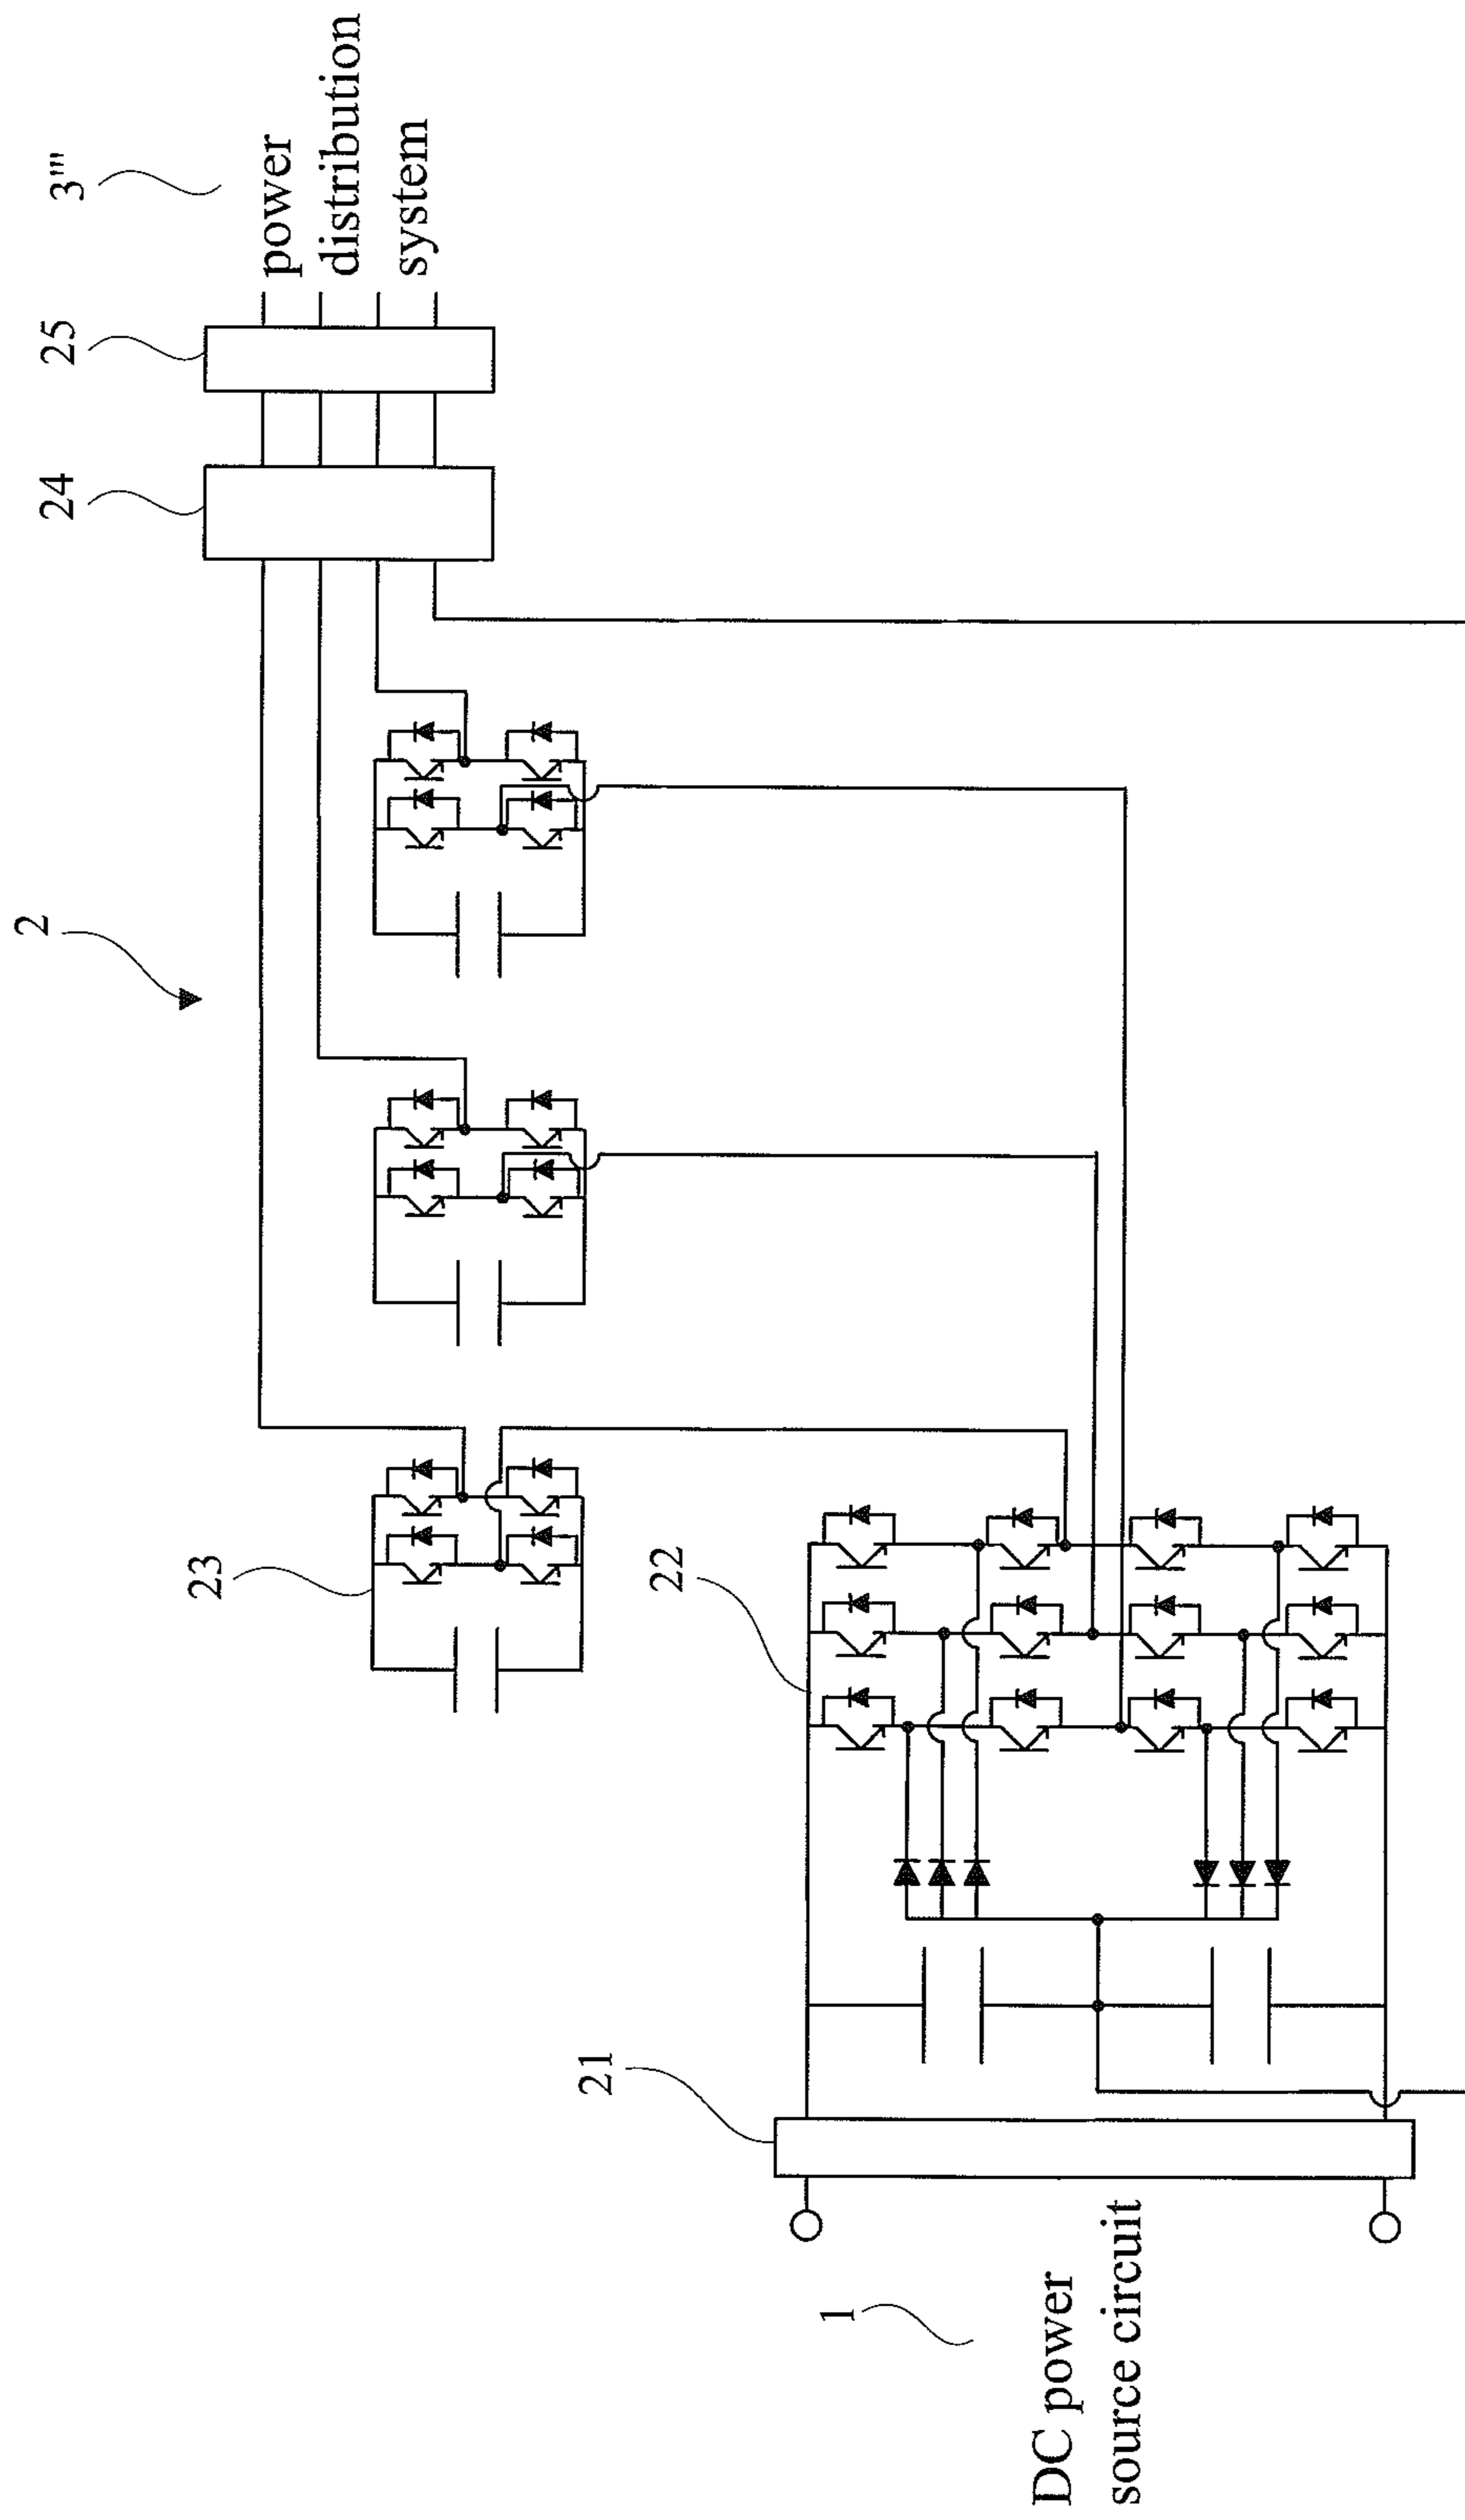 2
3'''
power
distribution
system
25
24
23
22
21
1
DC power
source circuit